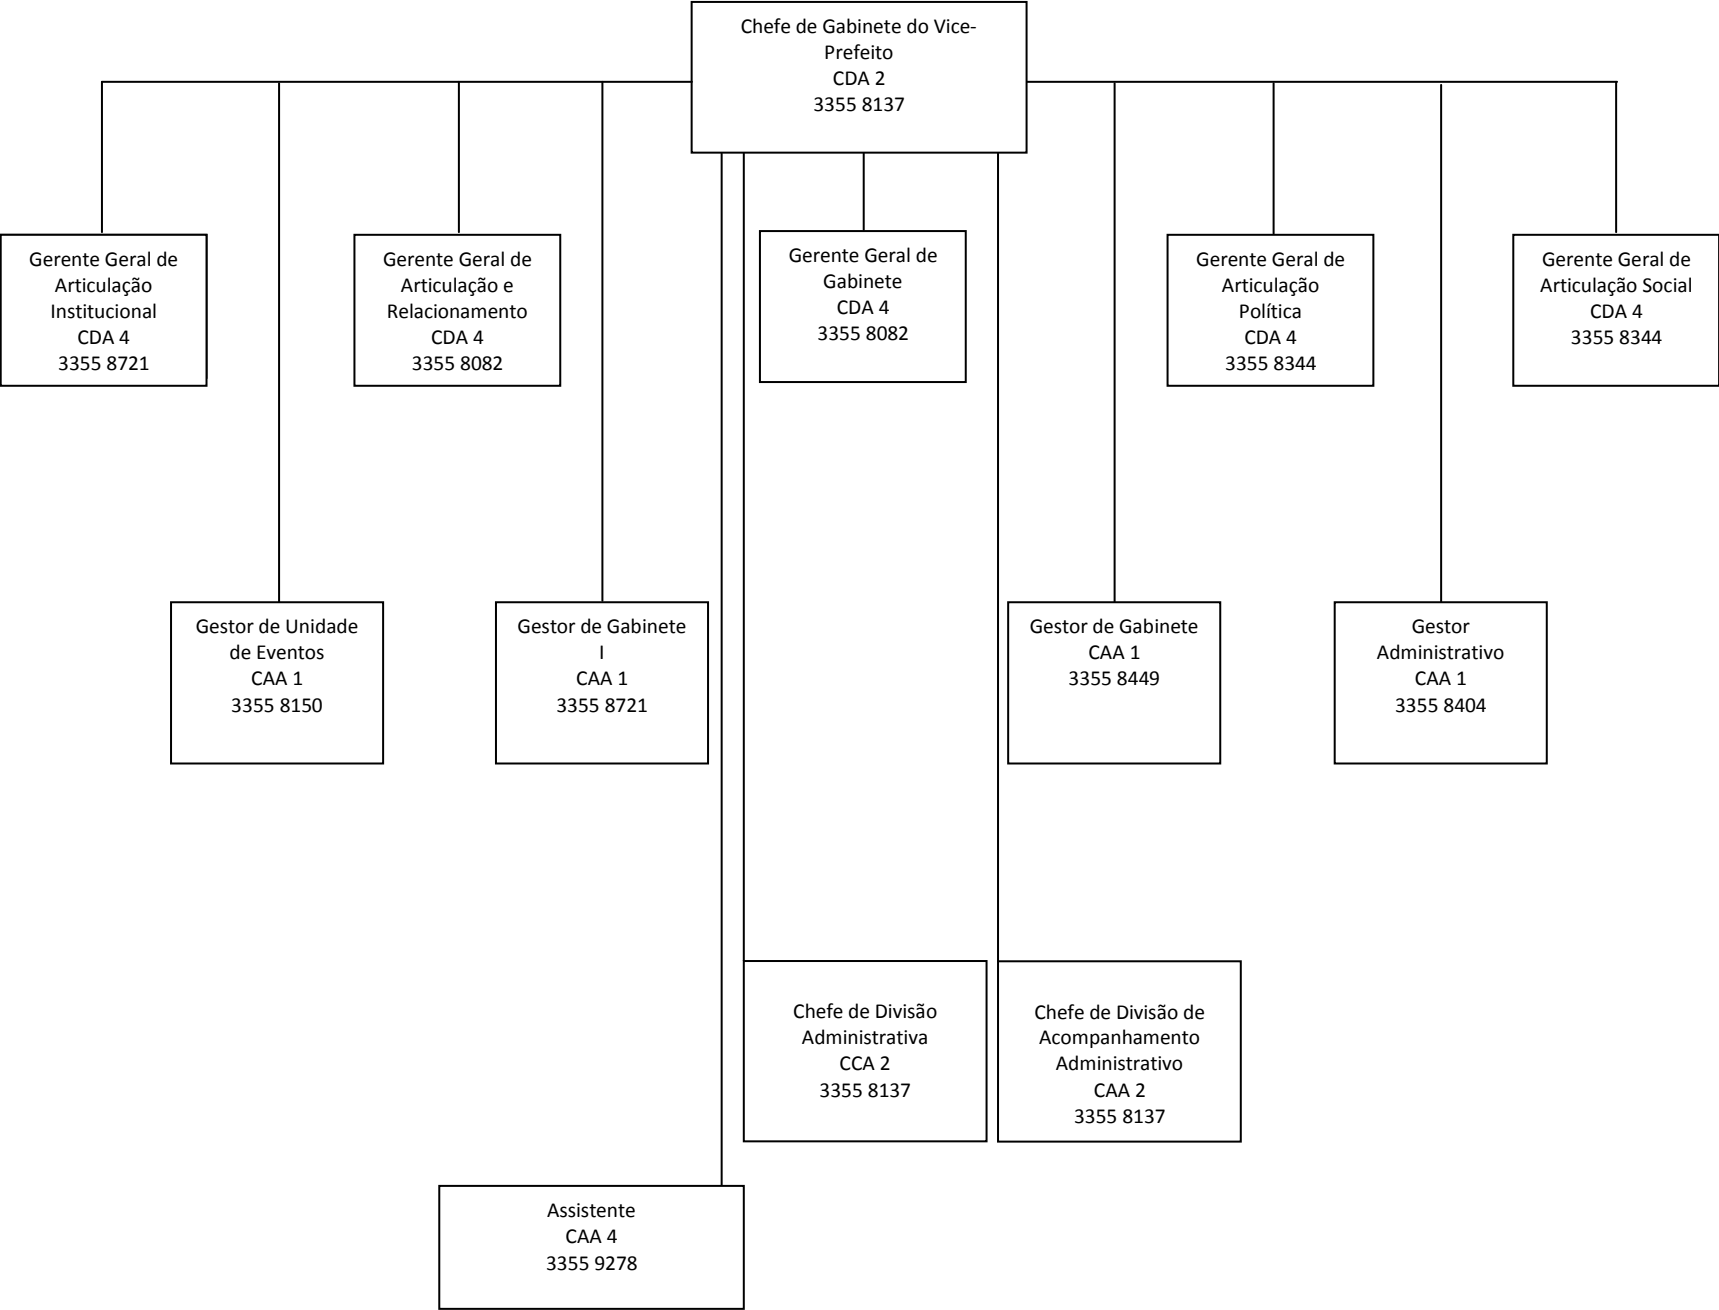 Chefe de Gabinete do Vice-
Prefeito
CDA 2
3355 8137
Gerente Geral de
Articulação
Institucional
CDA 4
3355 8721
Gerente Geral de
Articulação e
Relacionamento
CDA 4
3355 8082
Gerente Geral de
Gabinete
CDA 4
3355 8082
Gerente Geral de
Articulação
Política
CDA 4
3355 8344
Gerente Geral de
Articulação Social
CDA 4
3355 8344
Gestor de Unidade
de Eventos
CAA 1
3355 8150
Gestor de Gabinete
I
CAA 1
3355 8721
Gestor de Gabinete
CAA 1
3355 8449
Gestor
Administrativo
CAA 1
3355 8404
Chefe de Divisão
Administrativa
CCA 2
3355 8137
Chefe de Divisão de
Acompanhamento
Administrativo
CAA 2
3355 8137
Assistente
CAA 4
3355 9278